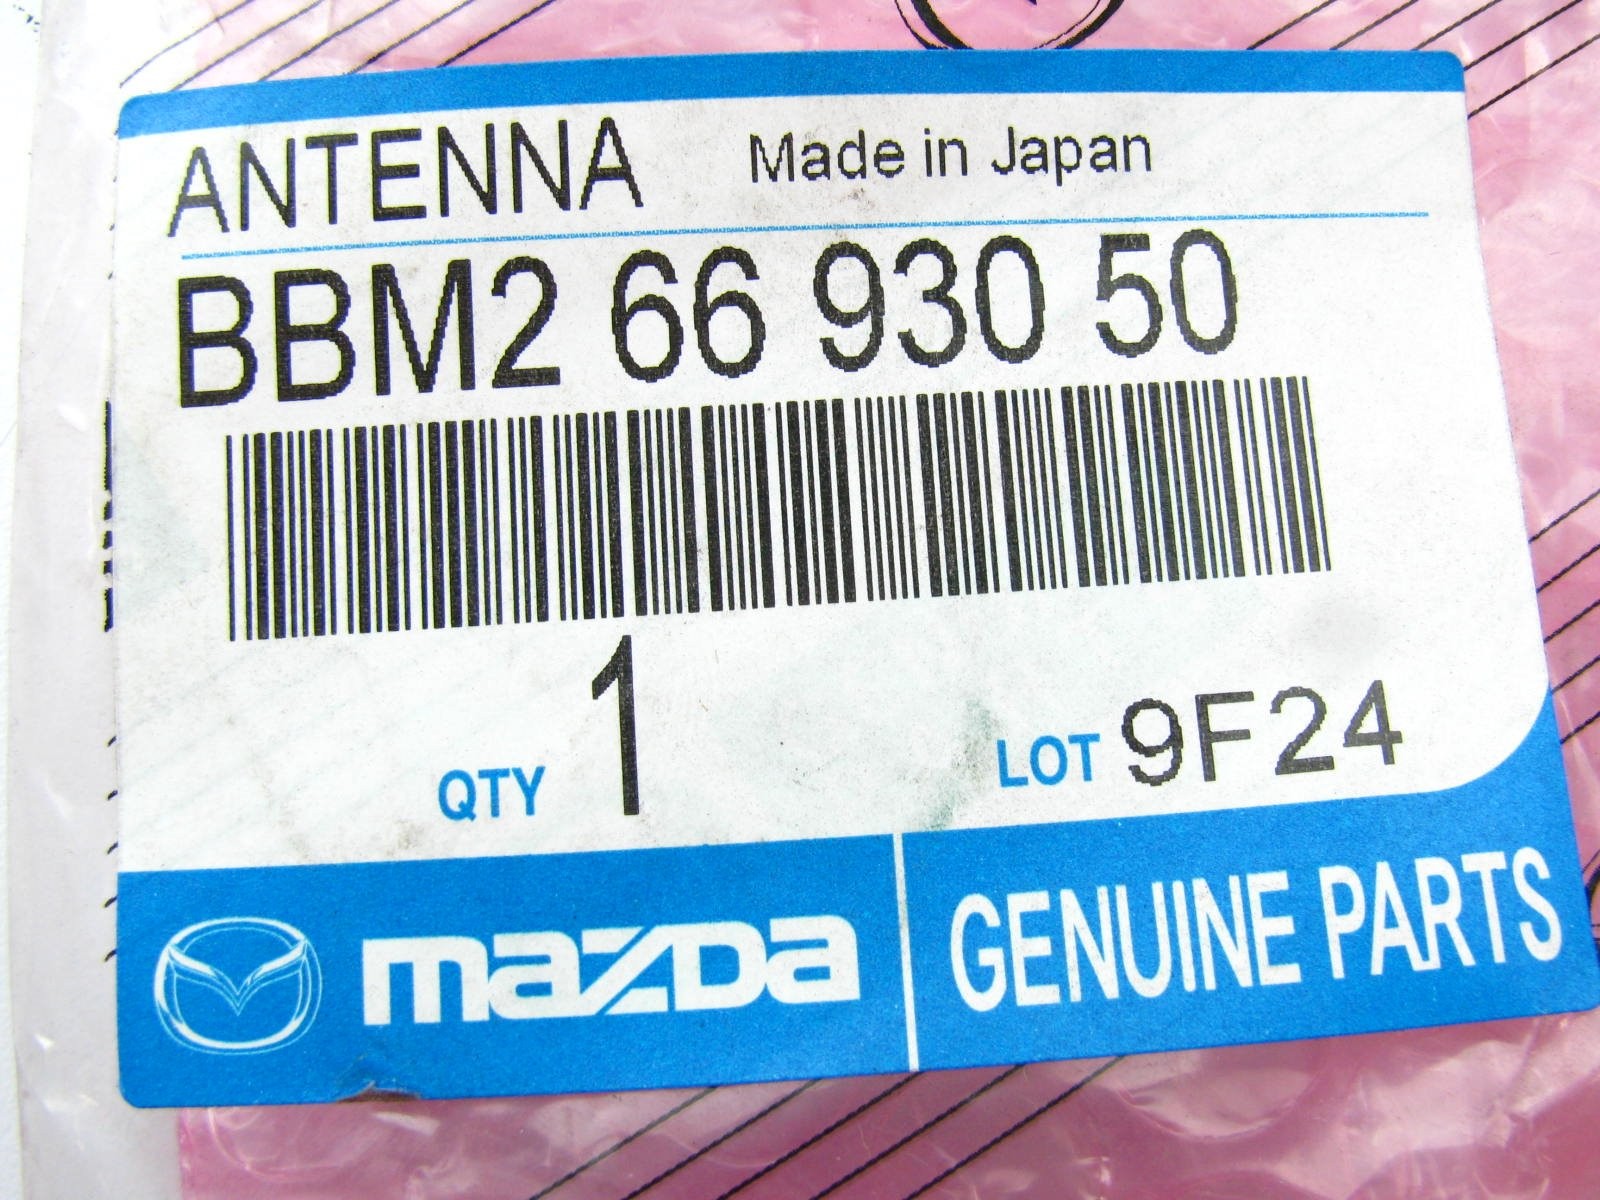 ANTENNA Made in Japan
BBM2 66 930 50
QTY 1 LOT 9F24
mazda GENUINE PARTS